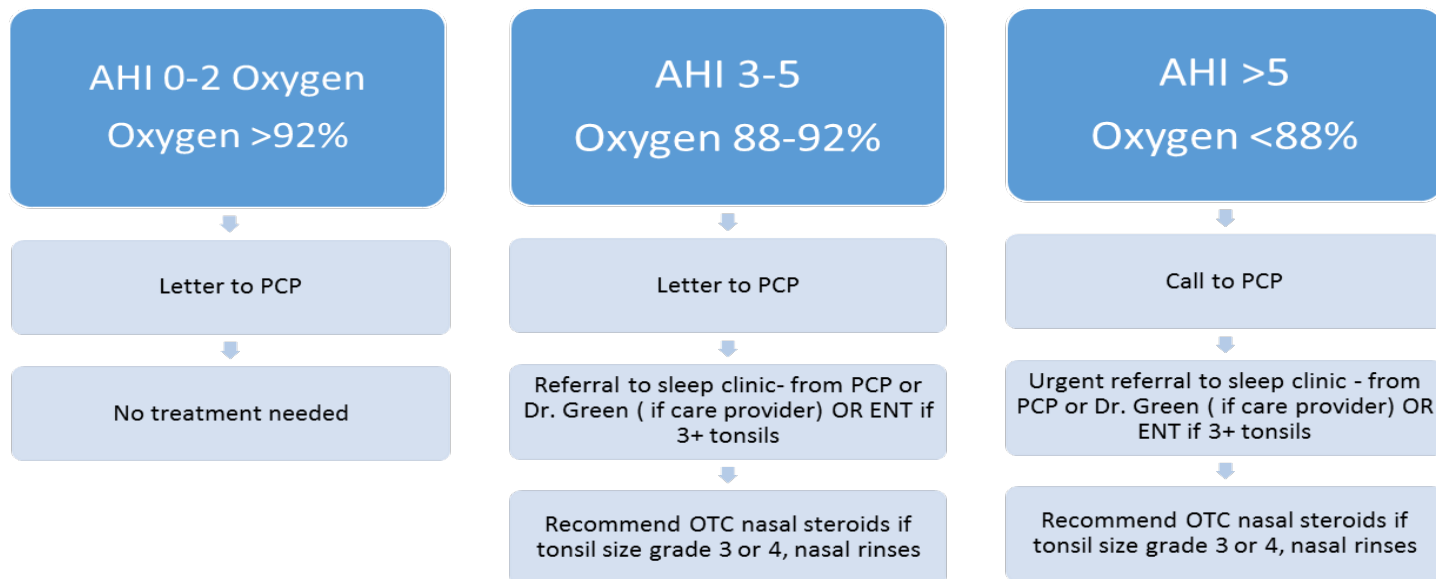 AHI 0-2 Oxygen
Oxygen >92%
Letter to PCP
No treatment needed
AHI 3-5
Oxygen 88-92%
Letter to PCP
Referral to sleep clinic- from PCP or
Dr. Green ( if care provider) OR ENT if
3+ tonsils
Recommend OTC nasal steroids if
tonsil size grade 3 or 4, nasal rinses
AHI >5
Oxygen <88%
Call to PCP
Urgent referral to sleep clinic - from
PCP or Dr. Green ( if care provider) OR
ENT if 3+ tonsils
Recommend OTC nasal steroids if
tonsil size grade 3 or 4, nasal rinses